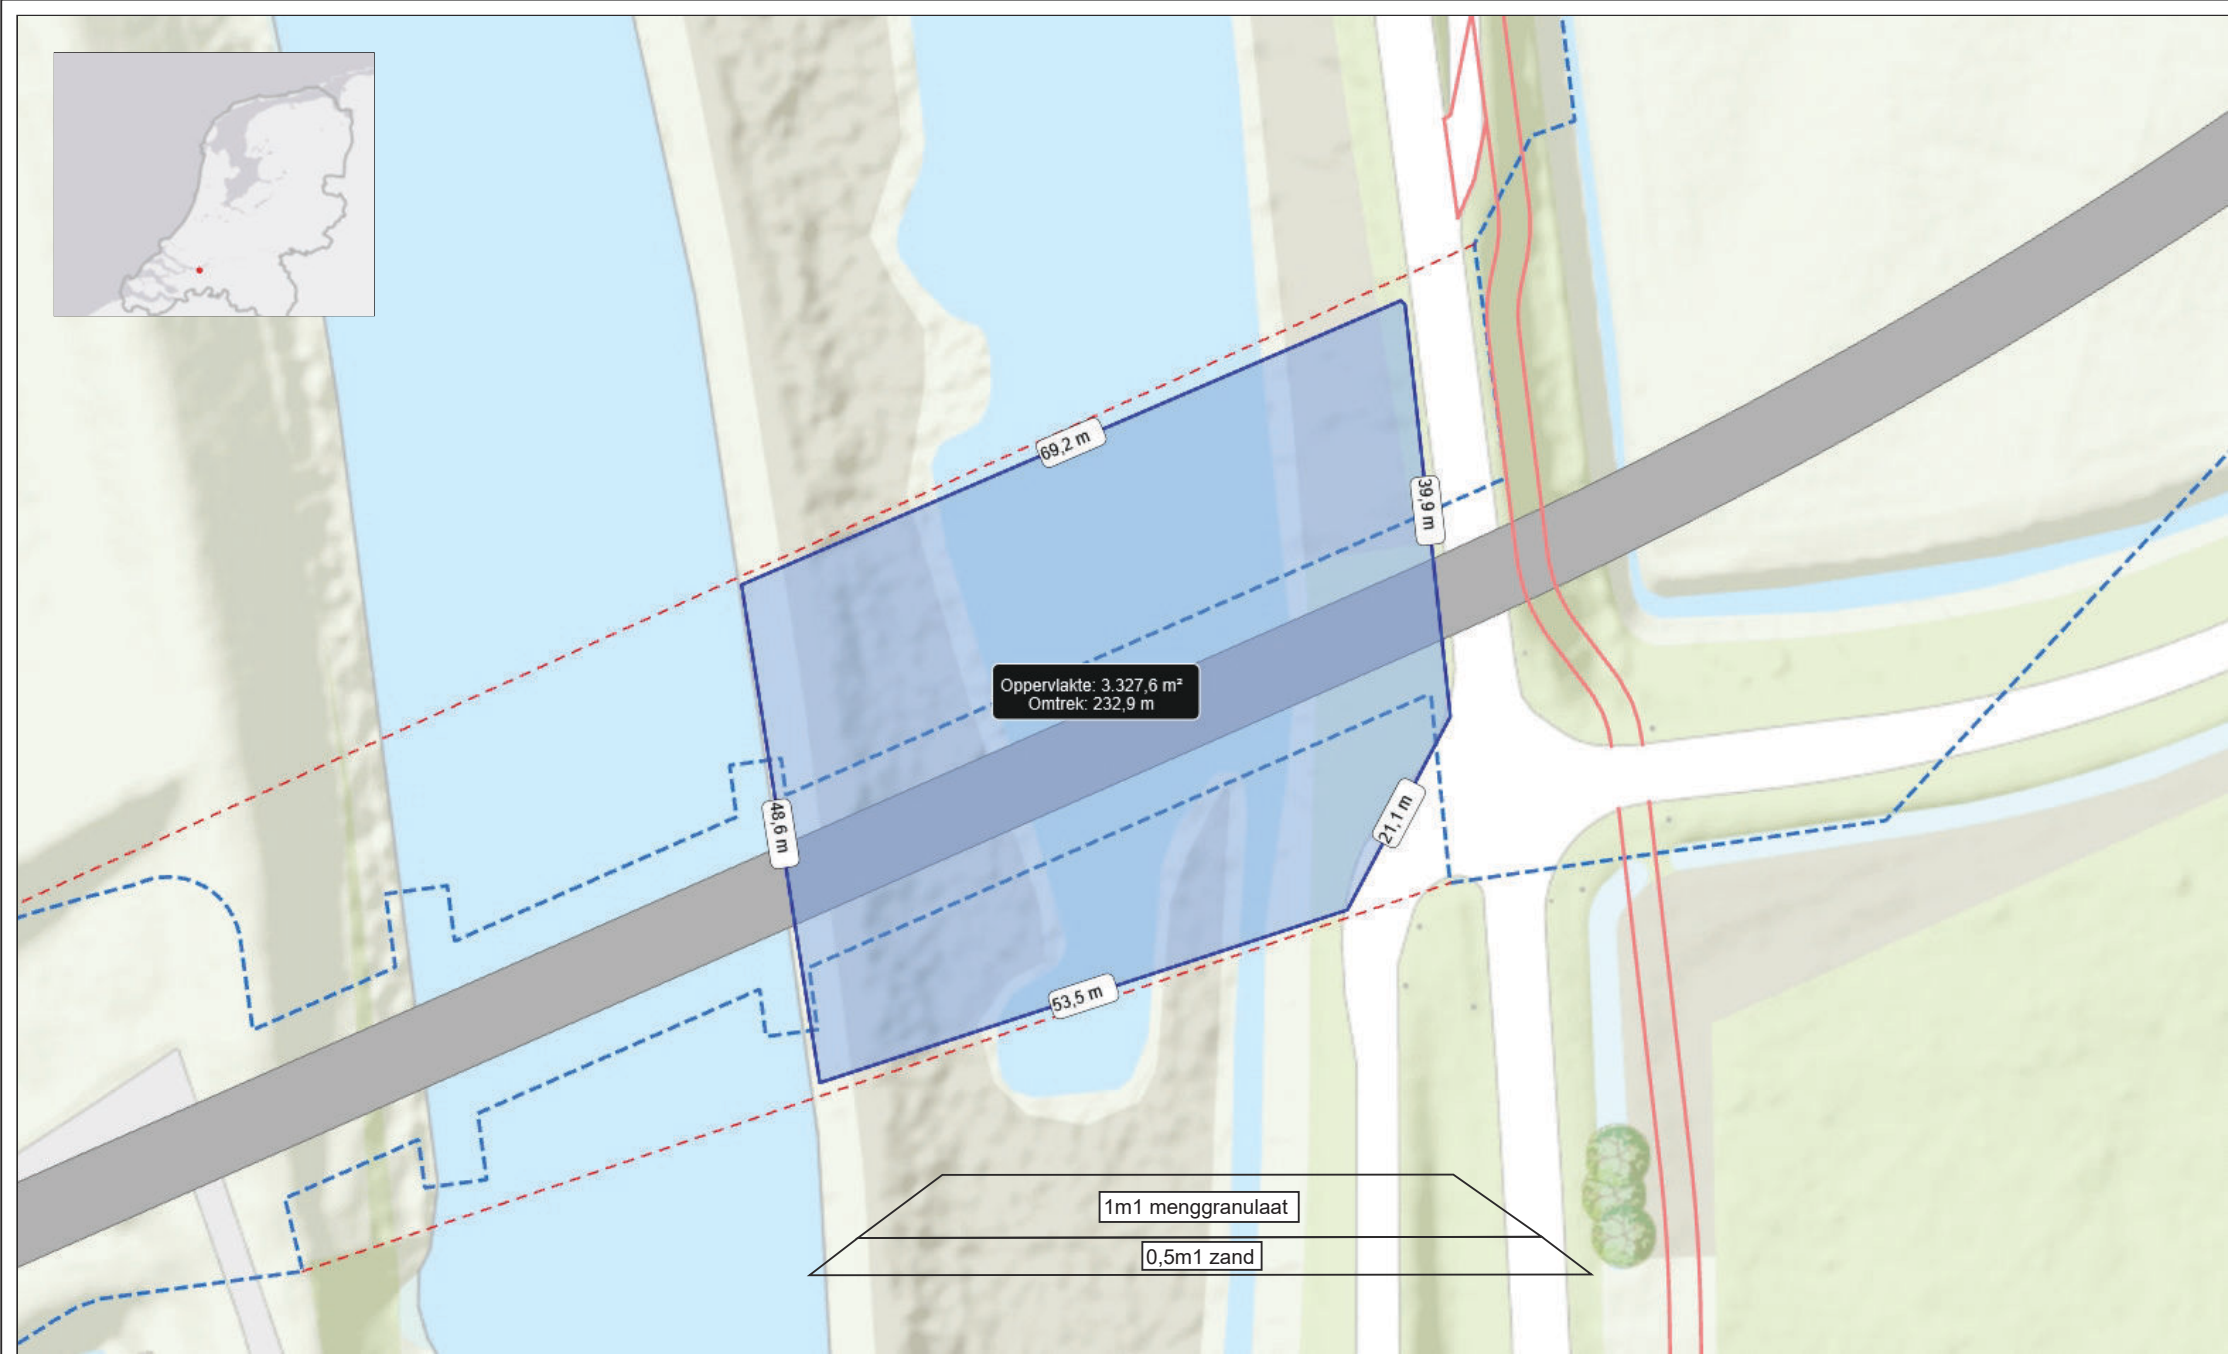 69,2 m
39,9 m
Oppervlakte: 3.327,6 m²
Omtrek: 232,9 m
48,6 m
21,1 m
53,5 m
1m1 menggranulaat
0,5m1 zand